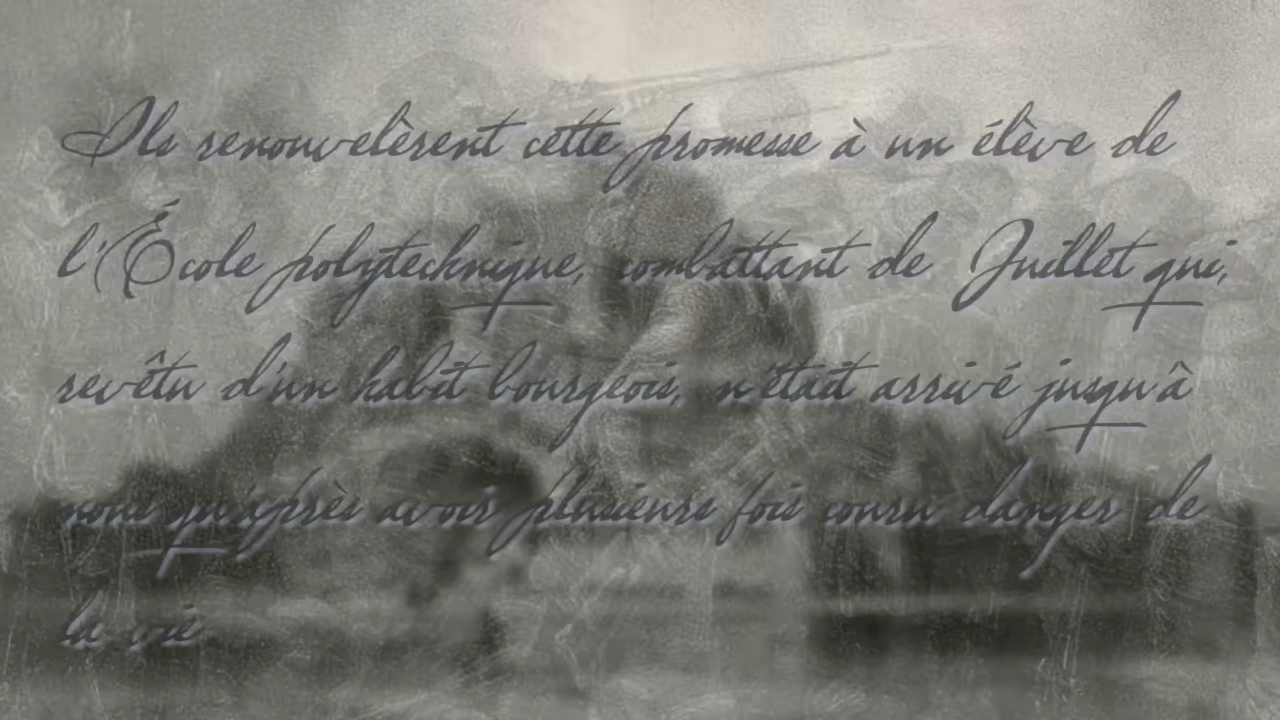 Ils renouvelèrent cette promesse à un élève de
l'École polytechnique, combattant de Juillet qui,
revêtu d'un habit bourgeois, n'était arrivé jusqu'à
nous qu'après avoir plusieurs fois couru danger de
la vie